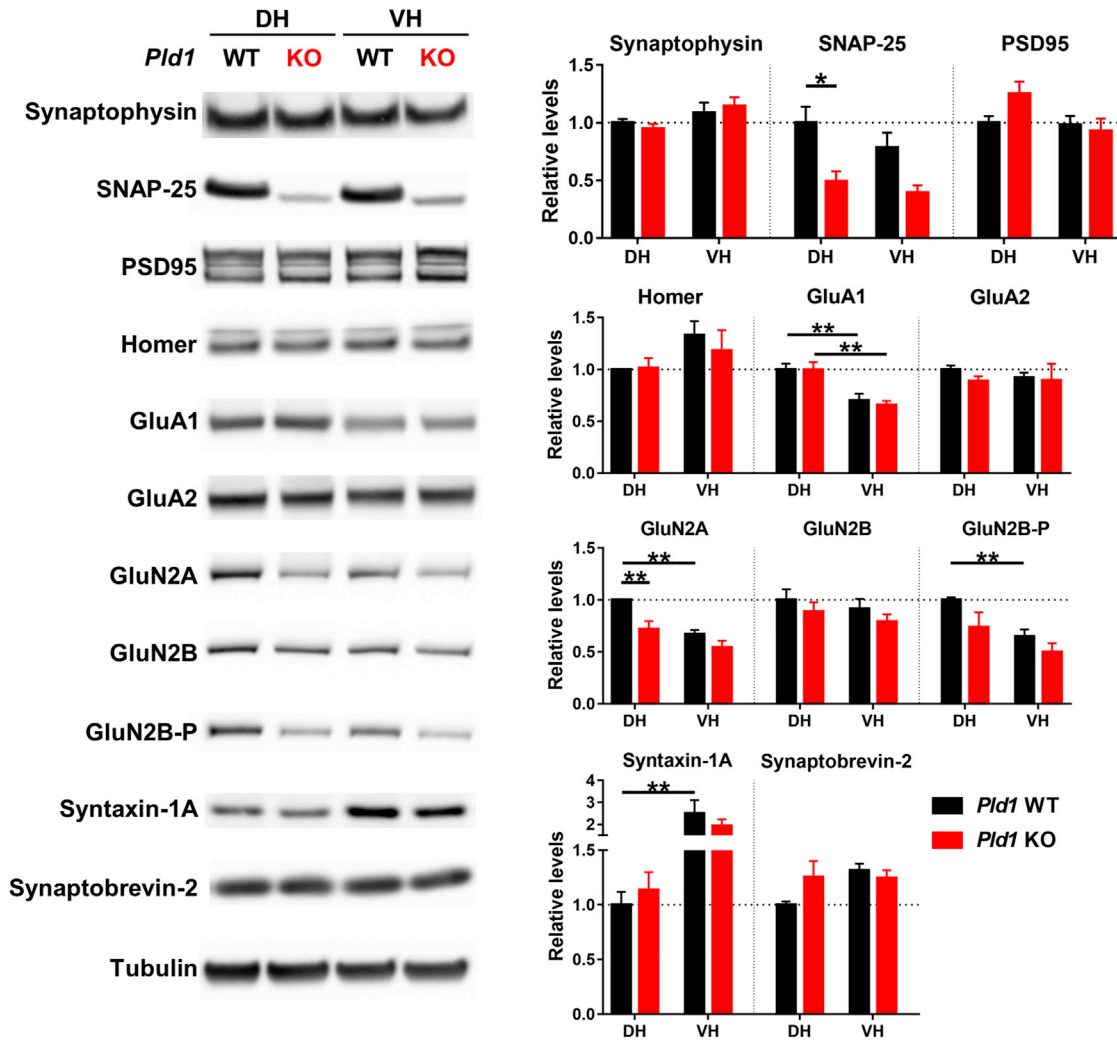 DH VH
Pld1 WT KO WT KO
Synaptophysin
SNAP-25
PSD95
Homer
GluA1
GluA2
GluN2A
GluN2B
GluN2B-P
Syntaxin-1A
Synaptobrevin-2
Tubulin
Synaptophysin SNAP-25 PSD95
Relative levels
1.5
1.0
0.5
0.0
*
DH VH DH VH DH VH
Homer GluA1 GluA2
Relative levels
1.5
1.0
0.5
0.0
**
**
DH VH DH VH DH VH
GluN2A GluN2B GluN2B-P
Relative levels
1.5
1.0
0.5
0.0
**
**
**
DH VH DH VH DH VH
Syntaxin-1A Synaptobrevin-2
Relative levels
4
3
2
1.5
1.0
0.5
0.0
**
DH VH DH VH
Pld1 WT
Pld1 KO